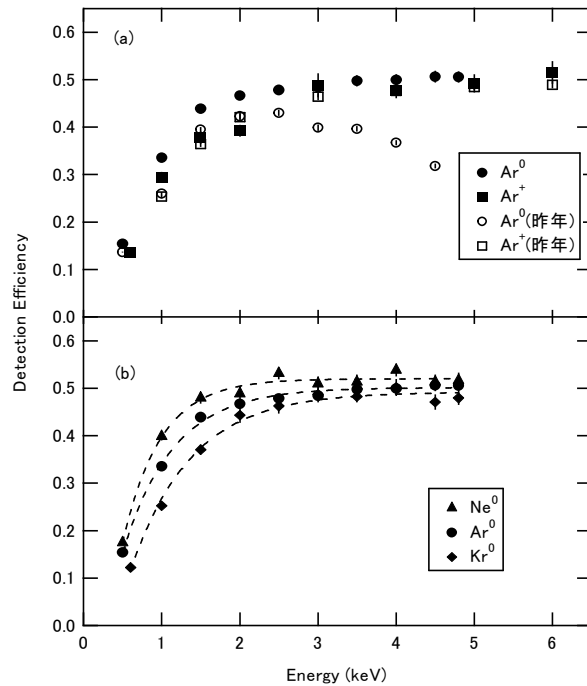 (a)
0.6
0.5
0.4
0.3
0.2
0.1
0.0
Ar⁰
Ar⁺
Ar⁰(昨年)
Ar⁺(昨年)
Detection Efficiency
(b)
0.6
0.5
0.4
0.3
0.2
0.1
0.0
Ne⁰
Ar⁰
Kr⁰
0 1 2 3 4 5 6
Energy (keV)